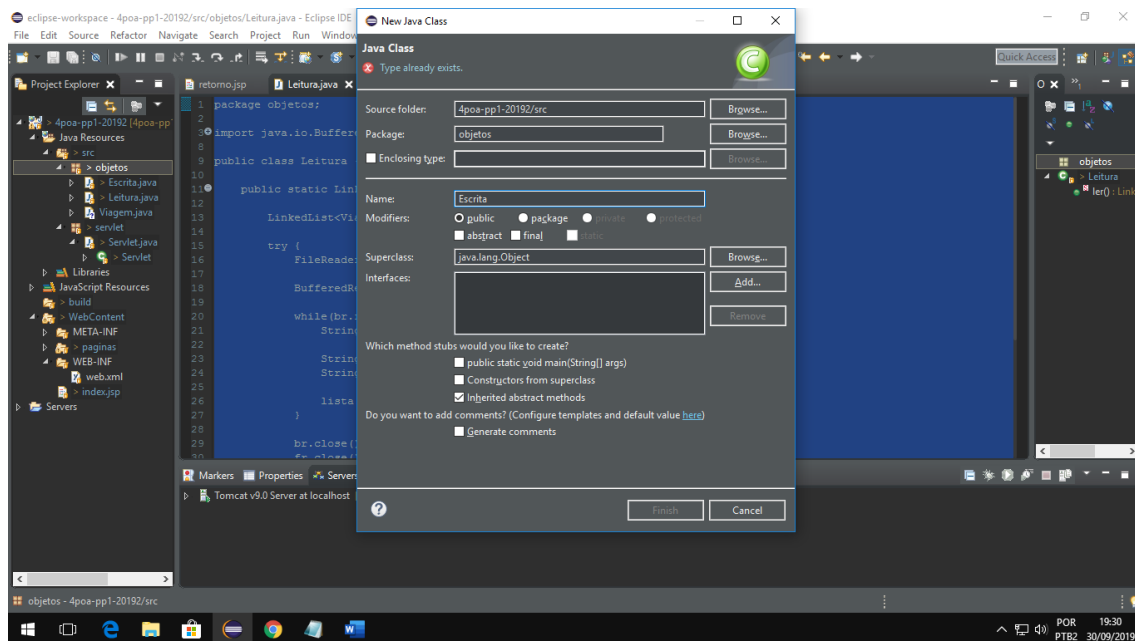 eclipse-workspace - 4poa-pp1-20192/src/objetos/Leitura.java - Eclipse IDE
File Edit Source Refactor Navigate Search Project Run Window
Quick Access
Project Explorer
> 4poa-pp1-20192 [4poa-pp
Java Resources
> src
> objetos
> Escrita.java
> Leitura.java
Viagem.java
> servlet
> Servlet.java
> Servlet
Libraries
JavaScript Resources
> build
> WebContent
META-INF
> paginas
WEB-INF
web.xml
> index.jsp
Servers
retorno.jsp
Leitura.java
1 package objetos;
2
3 import java.io.Buffere
8
9 public class Leitura
10
11 public static Lin
12
13 LinkedList<Via
14
15 try {
16 FileReader
17
18 BufferedRe
19
20 while(br.
21 String
22
23 String
24 String
25
26 lista
27 }
28
29 br.close()
30 fr.close(
New Java Class
Java Class
Type already exists.
Source folder: 4poa-pp1-20192/src Browse...
Package: objetos Browse...
Enclosing type: Browse...
Name: Escrita
Modifiers: public package private protected
abstract final static
Superclass: java.lang.Object Browse...
Interfaces: Add...
Remove
Which method stubs would you like to create?
public static void main(String[] args)
Constructors from superclass
Inherited abstract methods
Do you want to add comments? (Configure templates and default value here)
Generate comments
Finish Cancel
objetos
> Leitura
ler() : Link
Markers Properties Servers
Tomcat v9.0 Server at localhost
objetos - 4poa-pp1-20192/src
POR
PTB2
19:30
30/09/2019